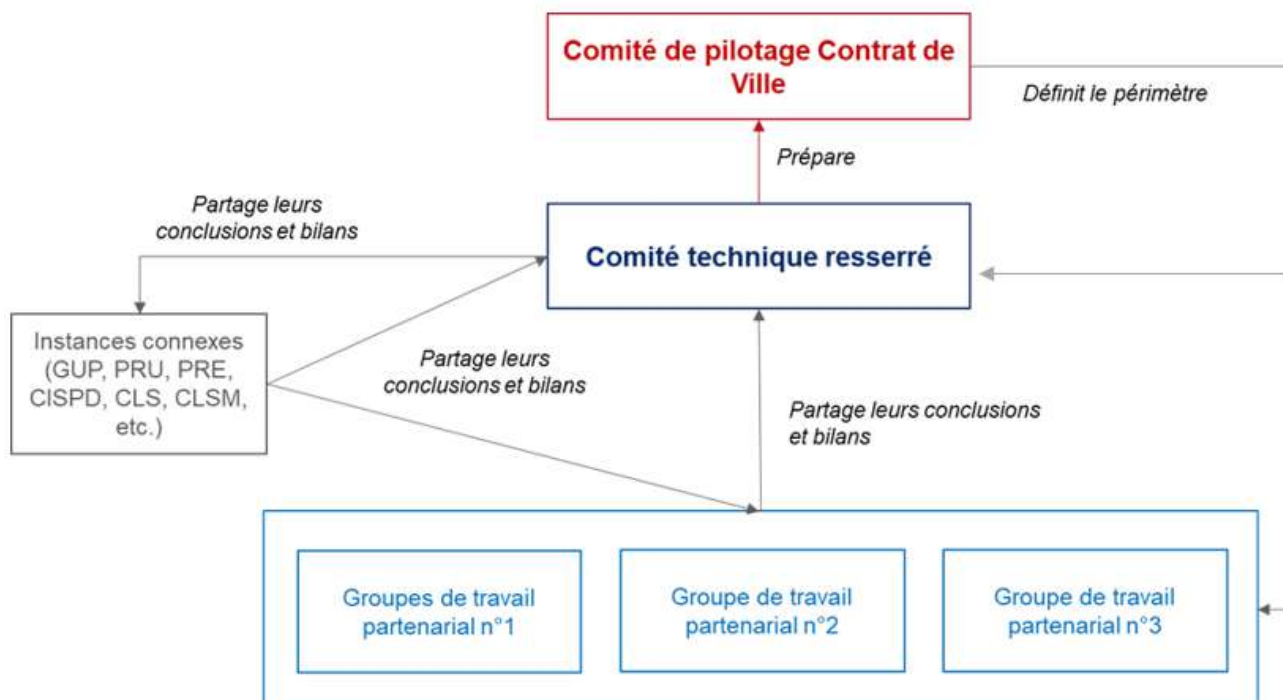 Comité de pilotage Contrat de
Ville
Définit le périmètre
Prépare
Partage leurs
conclusions et bilans
Comité technique resserré
Instances connexes
(GUP, PRU, PRE,
CISPD, CLS, CLSM,
etc.)
Partage leurs
conclusions et bilans
Partage leurs conclusions
et bilans
Groupes de travail
partenarial n°1
Groupe de travail
partenarial n°2
Groupe de travail
partenarial n°3